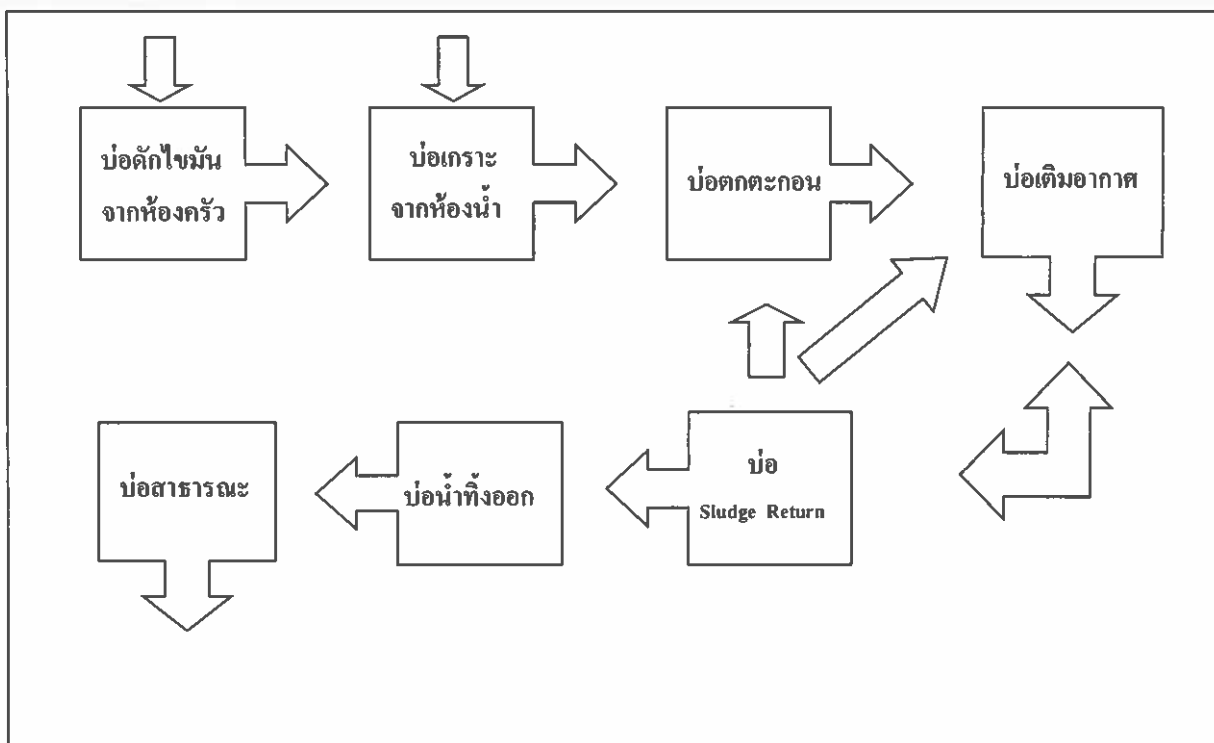 บ่อดักไขมัน
จากห้องครัว
บ่อเกราะ
จากห้องน้ำ
บ่อตกตะกอน
บ่อเติมอากาศ
บ่อสาธารณะ
บ่อน้ำทิ้งออก
บ่อ
Sludge Return